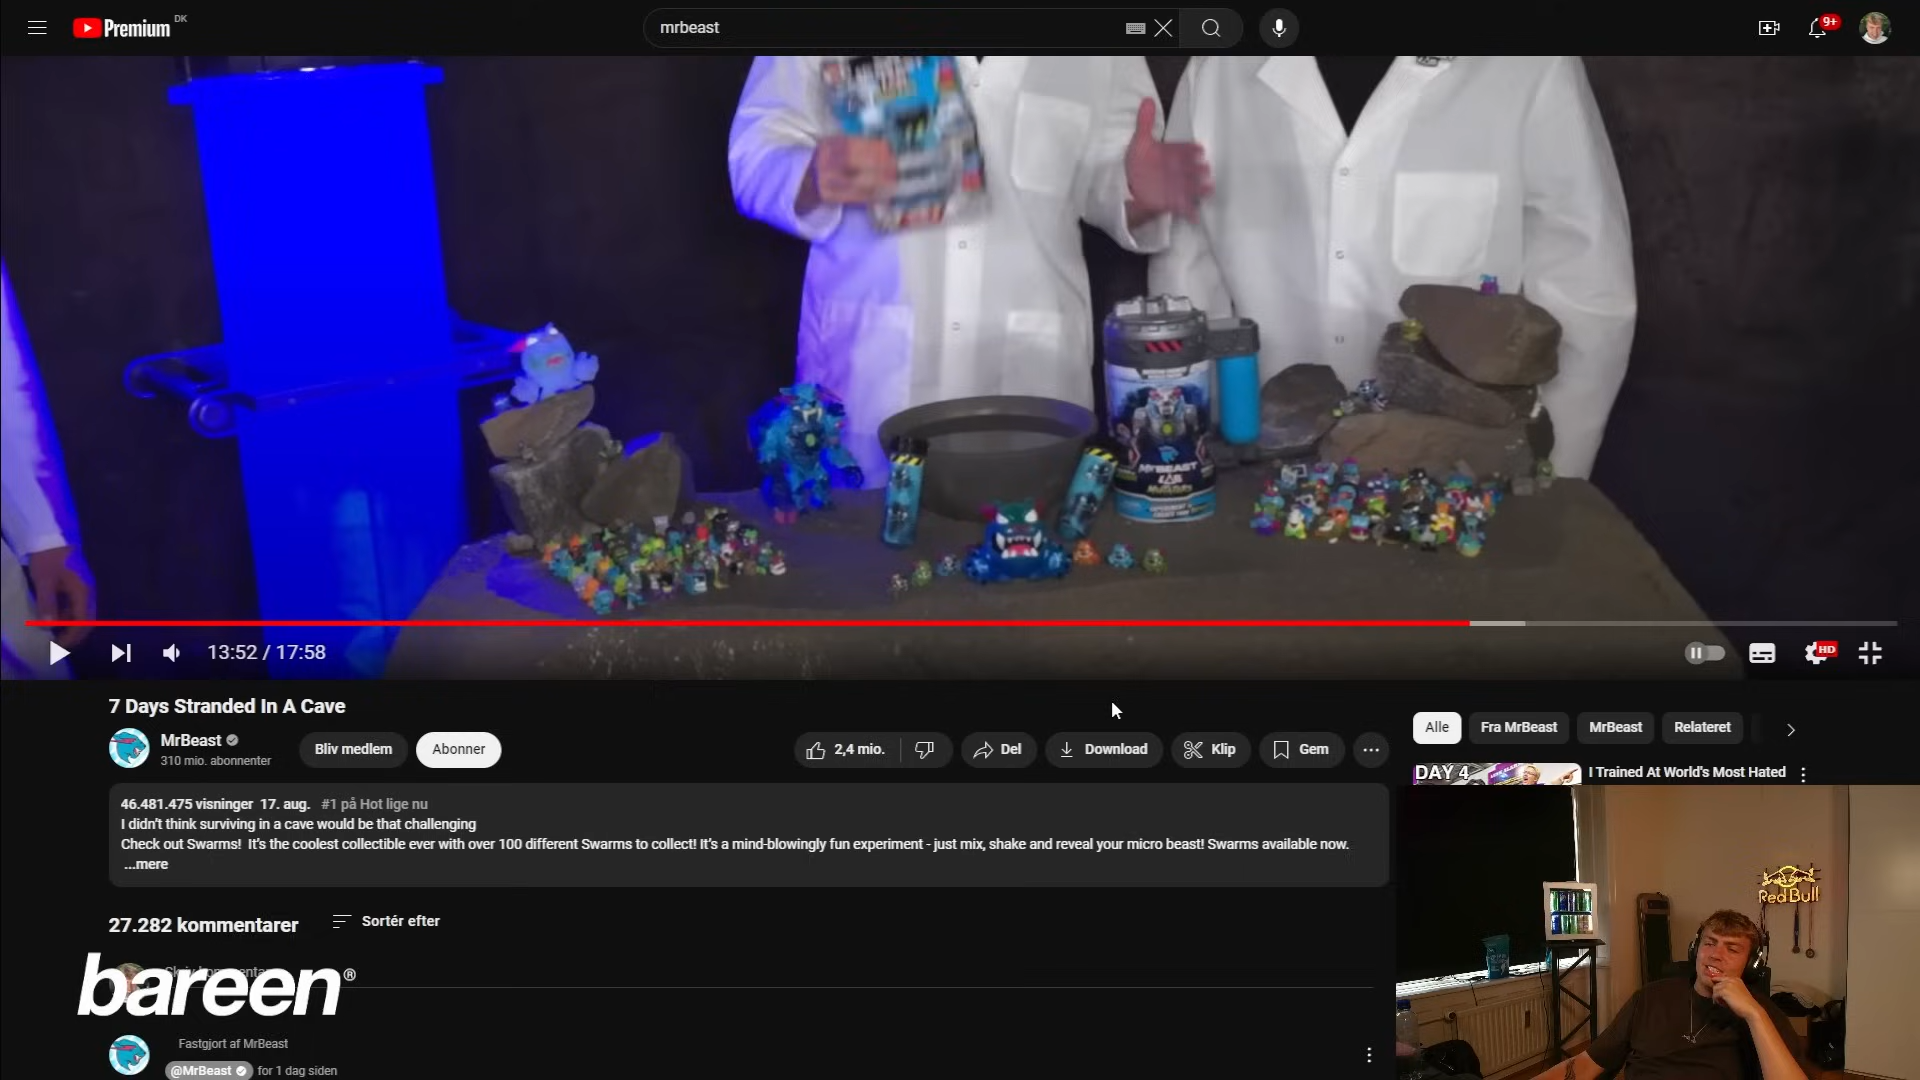 Premium DK
mrbeast
9+
MrBEAST
LAB
13:52 / 17:58
HD
7 Days Stranded In A Cave
MrBeast
310 mio. abonnenter
Bliv medlem
Abonner
2,4 mio.
Del
Download
Klip
Gem
Alle
Fra MrBeast
MrBeast
Relateret
DAY 4
I Trained At World's Most Hated
46.481.475 visninger 17. aug. #1 på Hot lige nu
I didn't think surviving in a cave would be that challenging
Check out Swarms! It's the coolest collectible ever with over 100 different Swarms to collect! It's a mind-blowingly fun experiment - just mix, shake and reveal your micro beast! Swarms available now.
...mere
27.282 kommentarer
Sortér efter
bareen®
Red Bull
Fastgjort af MrBeast
@MrBeast for 1 dag siden